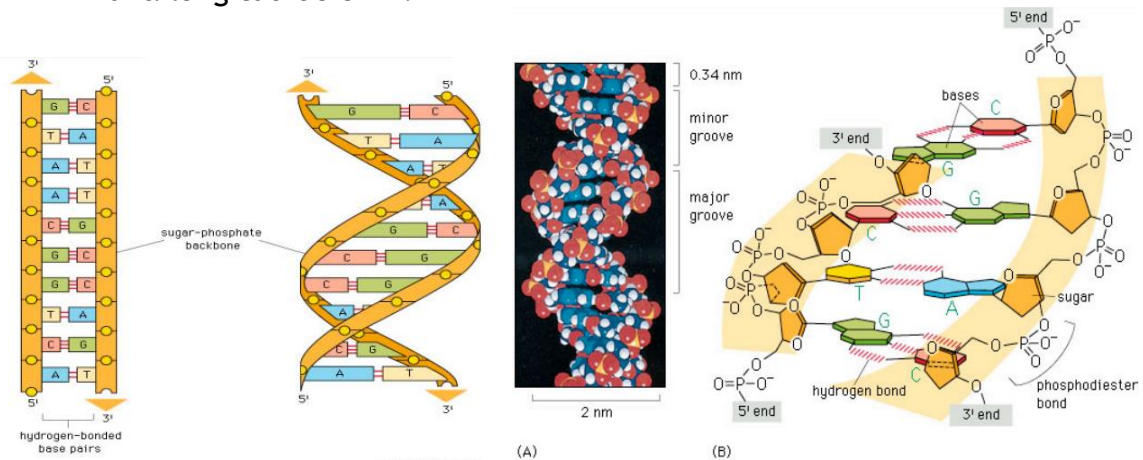 3'
5'
G C
T A
A T
A T
C G
G C
G C
T A
C G
A T
5'
3'
hydrogen-bonded
base pairs
sugar-phosphate
backbone
3'
5'
G C
T A
A T
A
G C
C G
C G
A
C G
A T
5'
3'
0.34 nm
minor
groove
major
groove
2 nm
(A)
5' end
O
P
O⁻
O⁻
O
bases
C
O
3' end
O
G
O
O
P
O⁻
O
O
O
P
O⁻
O
O
C
G
O
O
O
P
O⁻
O
O
O
P
O⁻
O
T
A
O
sugar
O
O
G
O
O
P
O
O⁻
O
O=P-O⁻
O⁻
C
O
O
hydrogen bond
phosphodiester
bond
5' end
3' end
(B)